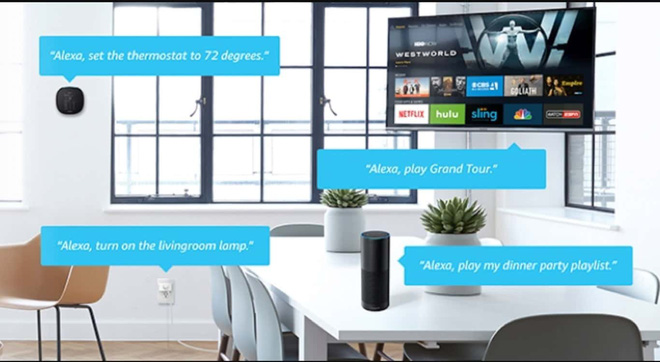 “Alexa, set the thermostat to 72 degrees.”
HBO NOW
WESTWORLD
CBS
GOLIATH
Empire
NETFLIX
hulu
sling
NBC
WATCH ESPN
“Alexa, play Grand Tour.”
“Alexa, turn on the livingroom lamp.”
“Alexa, play my dinner party playlist.”